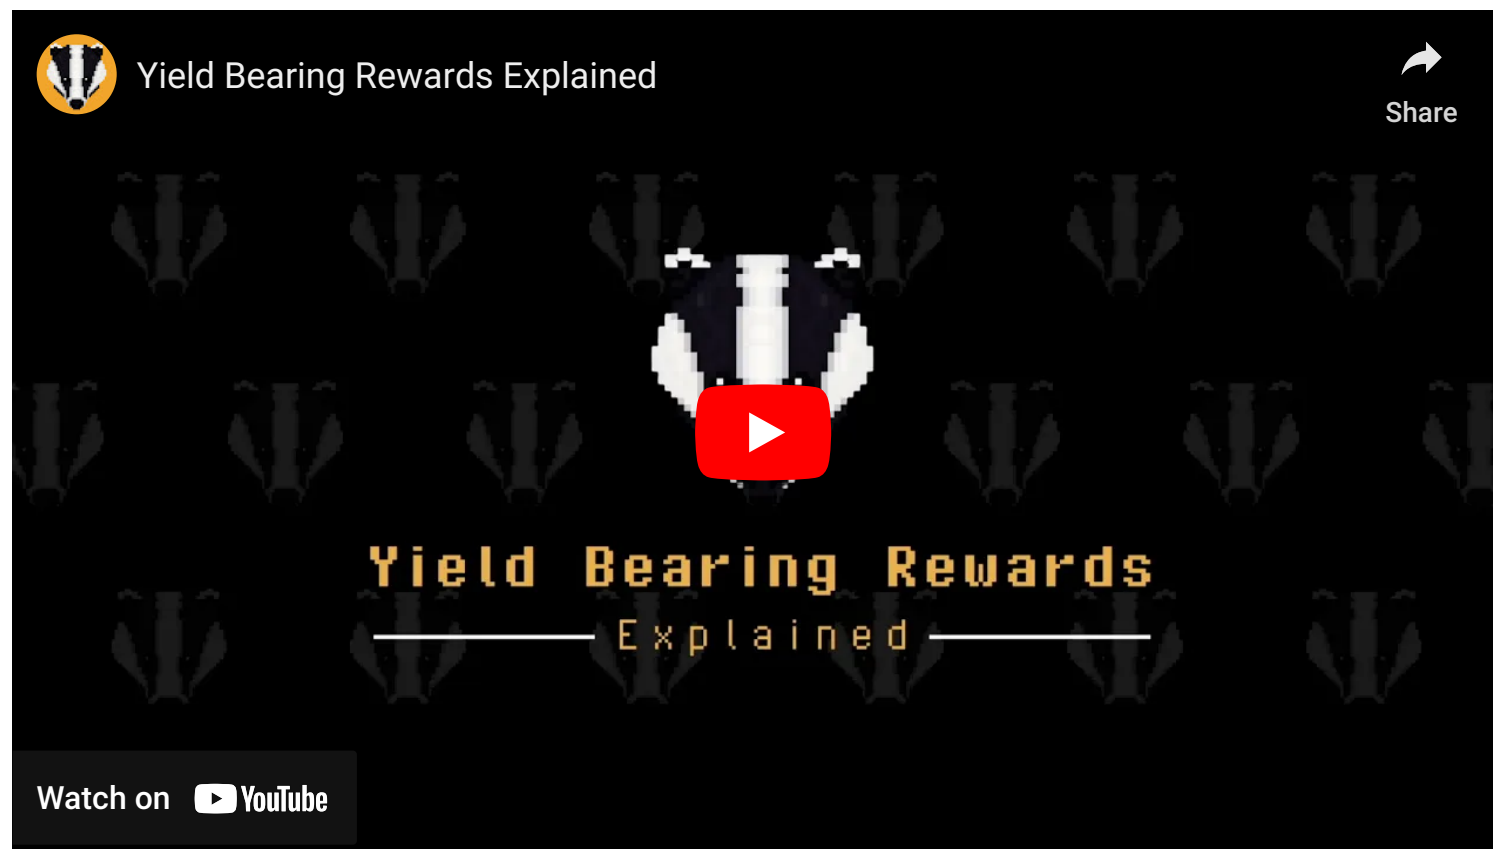 Yield Bearing Rewards Explained
Share
Yield Bearing Rewards
Explained
Watch on YouTube